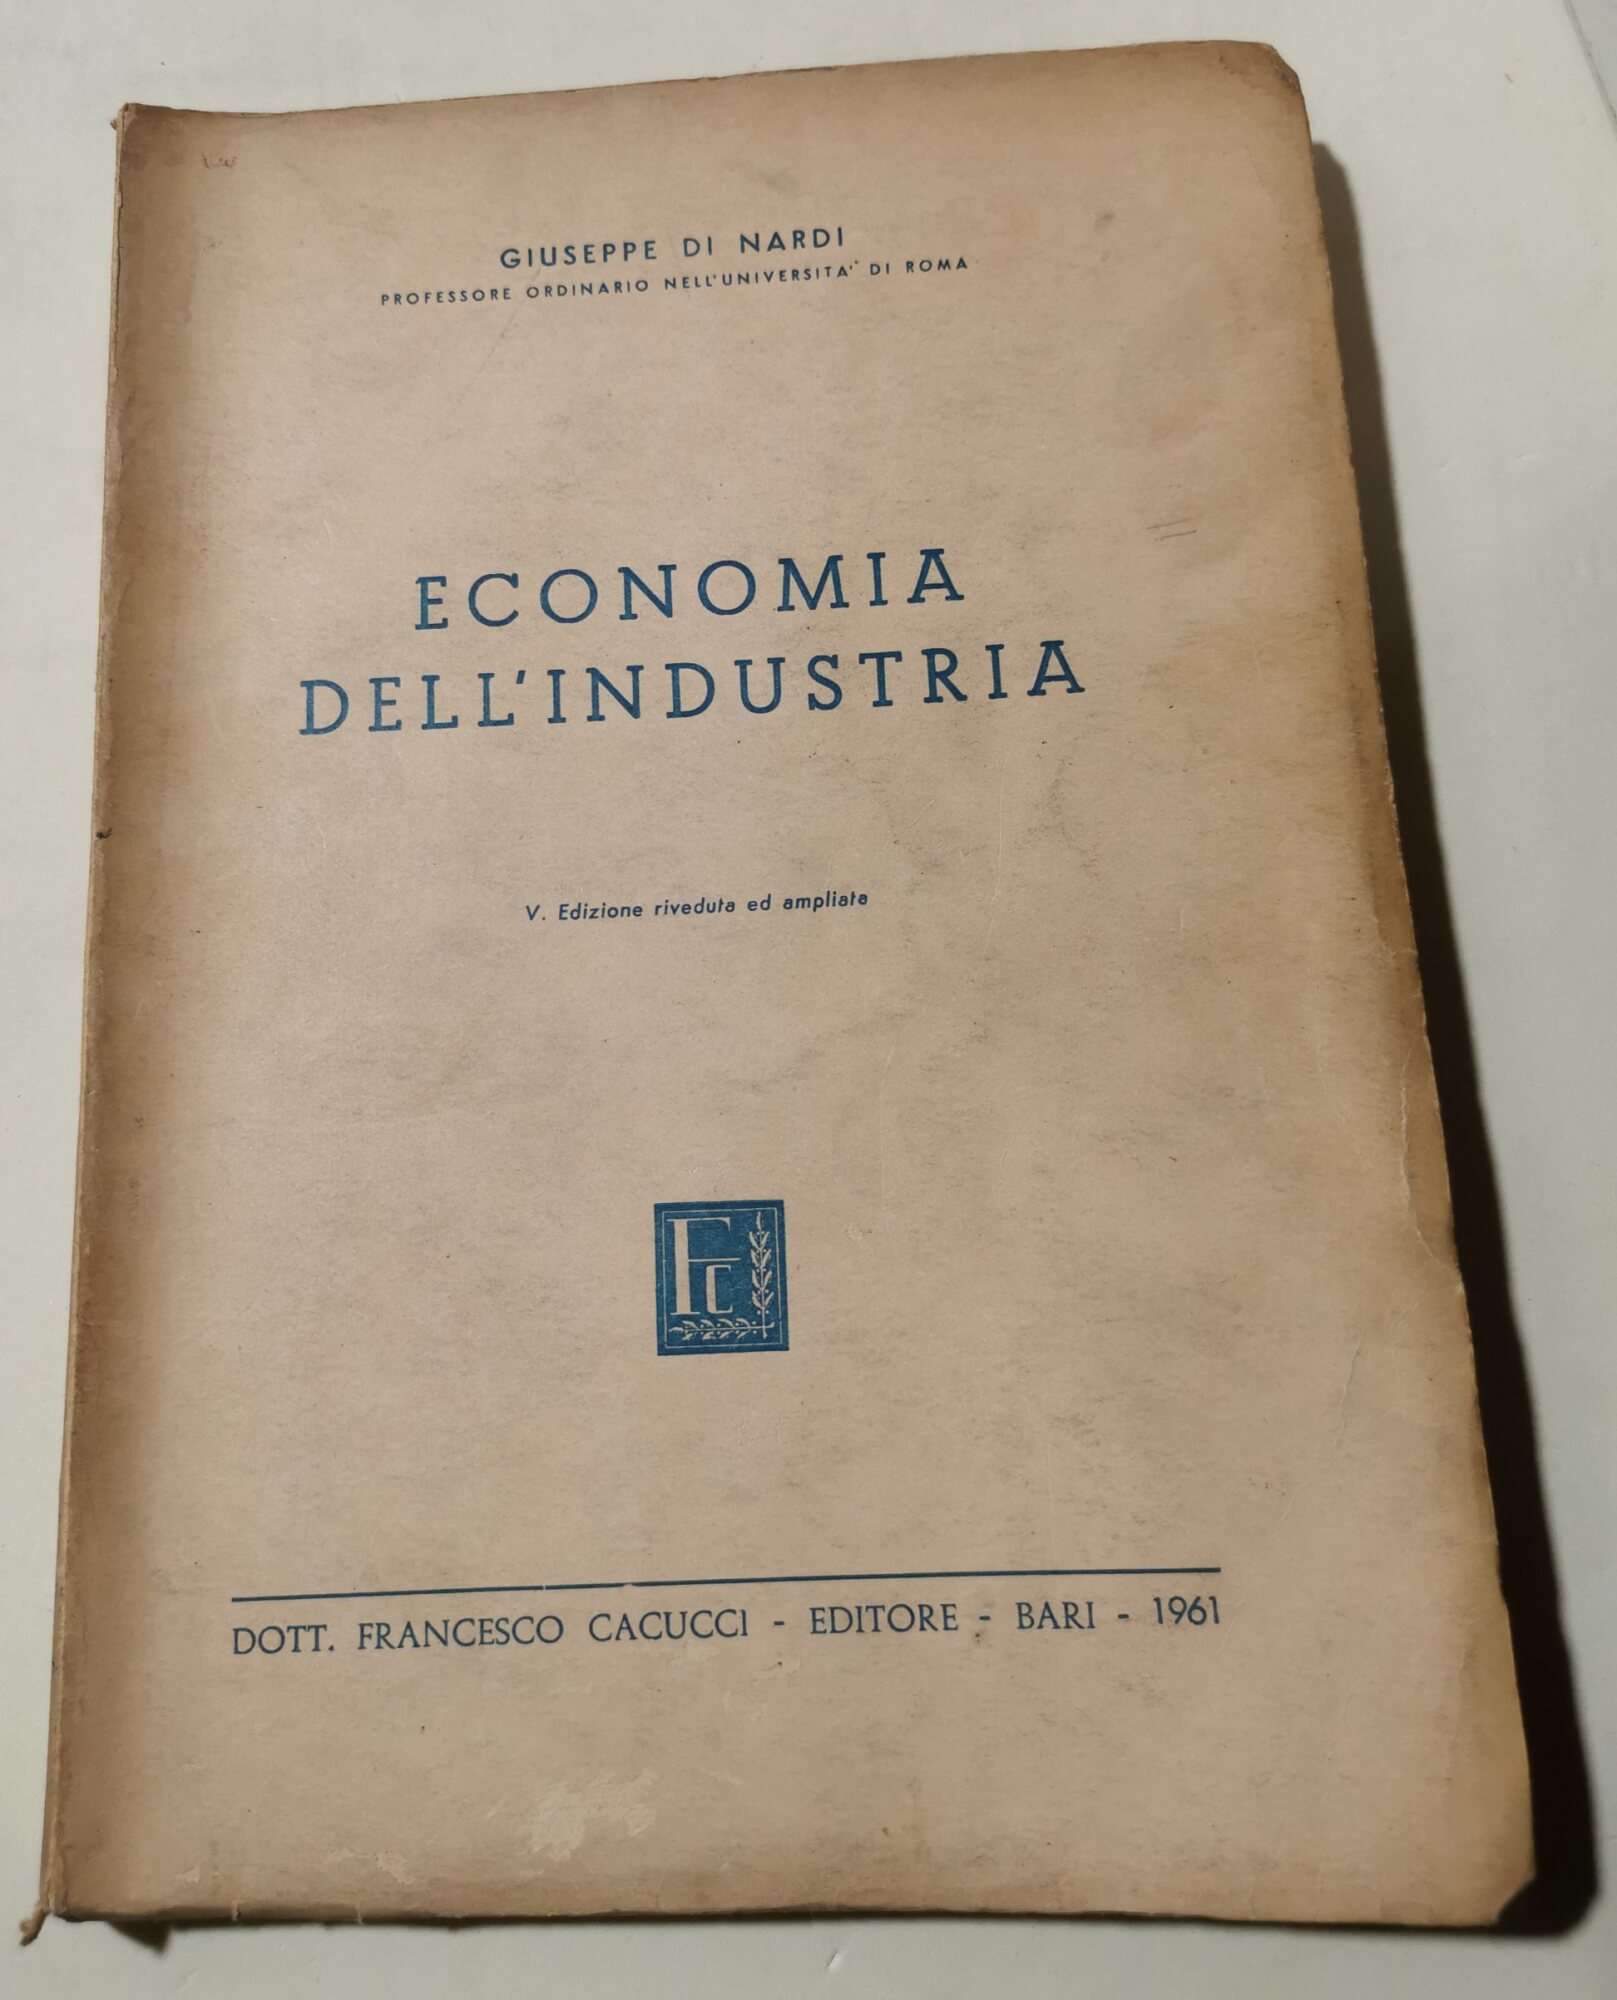 GIUSEPPE DI NARDI
PROFESSORE ORDINARIO NELL'UNIVERSITA' DI ROMA
ECONOMIA
DELL'INDUSTRIA
V. Edizione riveduta ed ampliata
FC
DOTT. FRANCESCO CACUCCI - EDITORE - BARI - 1961